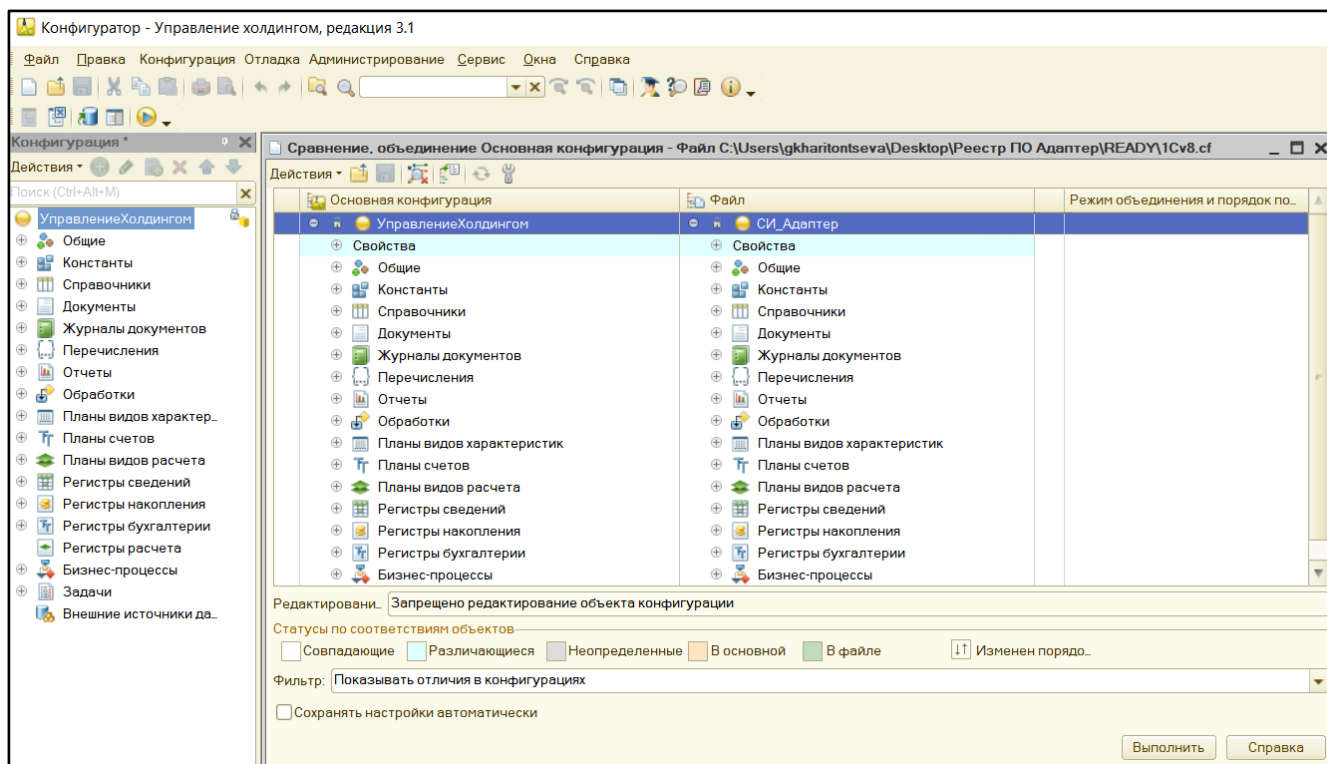 Конфигуратор - Управление холдингом, редакция 3.1
Файл Правка Конфигурация Отладка Администрирование Сервис Окна Справка
Конфигурация *
Действия
Поиск (Ctrl+Alt+M)
УправлениеХолдингом
Общие
Константы
Справочники
Документы
Журналы документов
Перечисления
Отчеты
Обработки
Планы видов характер...
Планы счетов
Планы видов расчета
Регистры сведений
Регистры накопления
Регистры бухгалтерии
Регистры расчета
Бизнес-процессы
Задачи
Внешние источники да...
Сравнение, объединение Основная конфигурация - Файл C:\Users\gkharitontseva\Desktop\Реестр ПО Адаптер\READY\1Cv8.cf
Действия
Основная конфигурация Файл Режим объединения и порядок по...
УправлениеХолдингом СИ_Адаптер
Свойства Свойства
Общие Общие
Константы Константы
Справочники Справочники
Документы Документы
Журналы документов Журналы документов
Перечисления Перечисления
Отчеты Отчеты
Обработки Обработки
Планы видов характеристик Планы видов характеристик
Планы счетов Планы счетов
Планы видов расчета Планы видов расчета
Регистры сведений Регистры сведений
Регистры накопления Регистры накопления
Регистры бухгалтерии Регистры бухгалтерии
Бизнес-процессы Бизнес-процессы
Редактировани... Запрещено редактирование объекта конфигурации
Статусы по соответствиям объектов
Совпадающие Различающиеся Неопределенные В основной В файле Изменен порядо...
Фильтр: Показывать отличия в конфигурациях
Сохранять настройки автоматически
Выполнить Справка